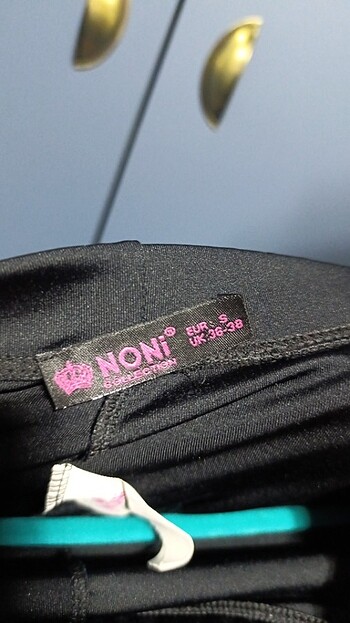 NONi®
COLLECTION
EUR S
UK-36-38